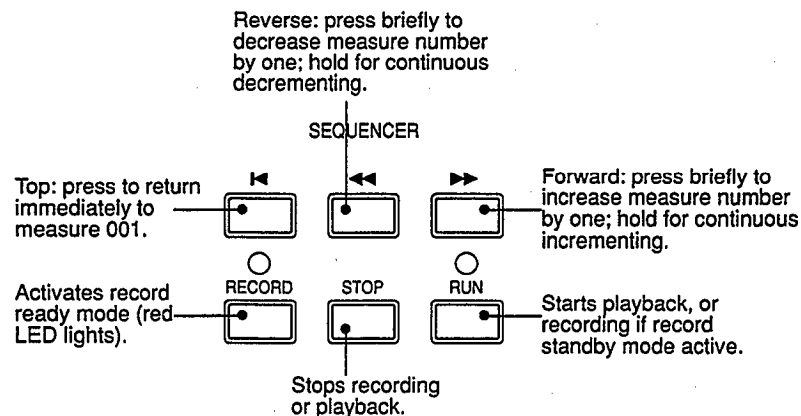 Reverse: press briefly to
decrease measure number
by one; hold for continuous
decrementing.
SEQUENCER
Top: press to return
immediately to
measure 001.
Forward: press briefly to
increase measure number
by one; hold for continuous
incrementing.
RECORD
STOP
RUN
Activates record
ready mode (red
LED lights).
Starts playback, or
recording if record
standby mode active.
Stops recording
or playback.